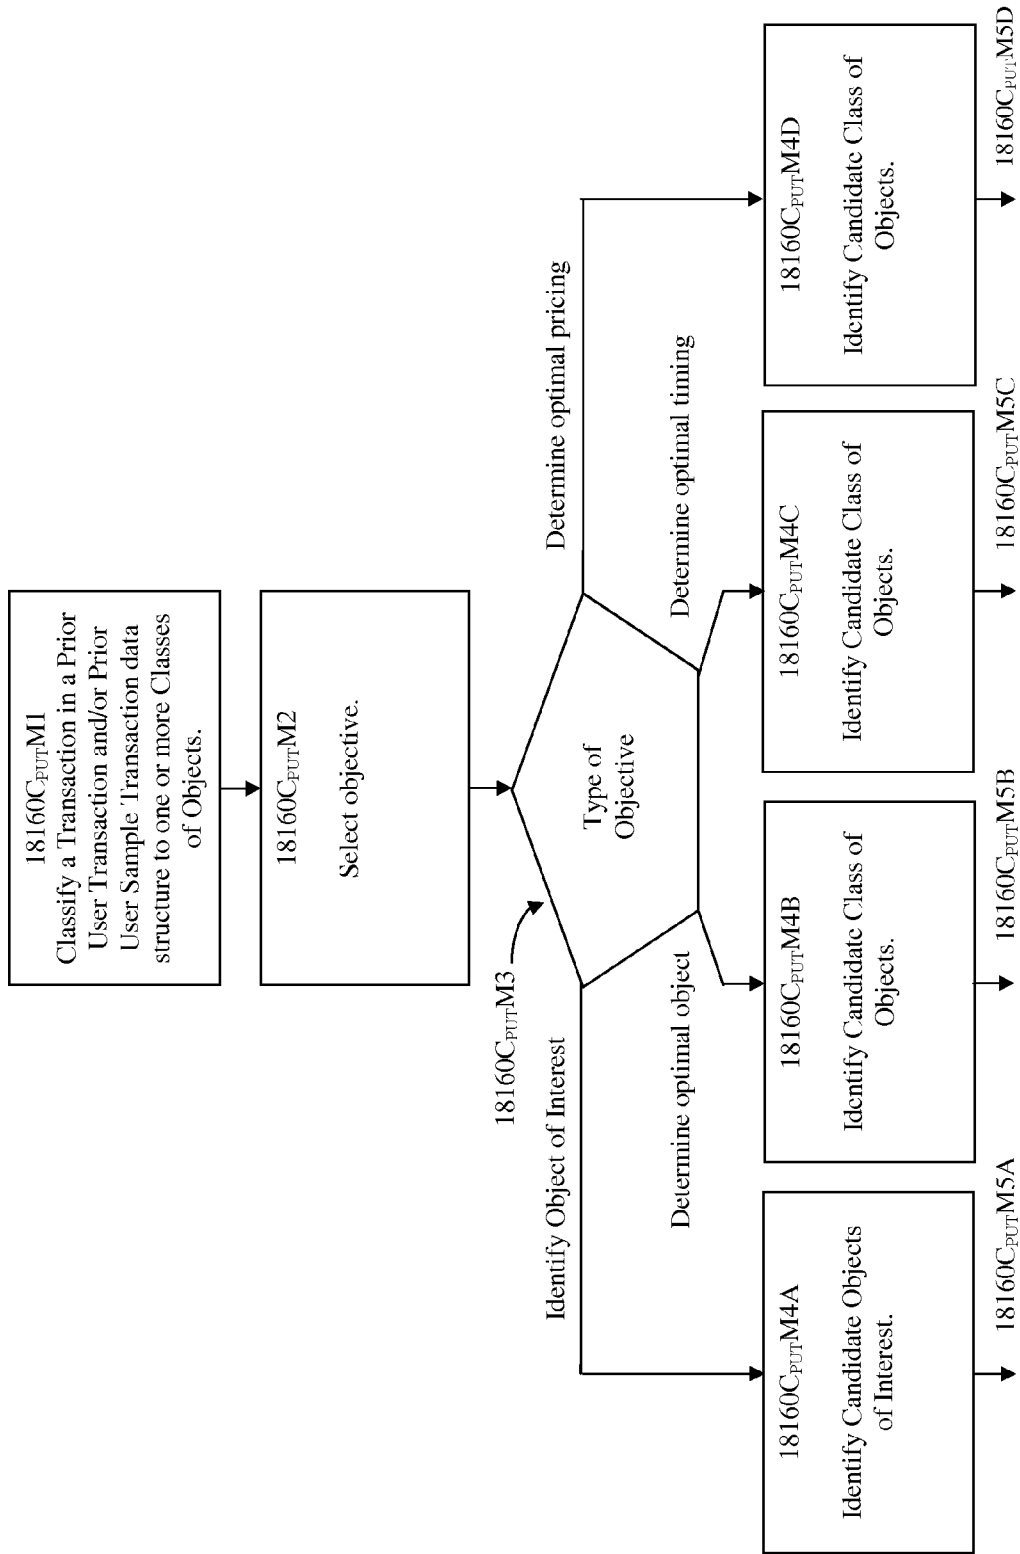 18160CPUTM1
Classify a Transaction in a Prior
User Transaction and/or Prior
User Sample Transaction data
structure to one or more Classes
of Objects.
18160CPUTM2
Select objective.
18160CPUTM3
Type of
Objective
Identify Object of Interest
Determine optimal object
Determine optimal timing
Determine optimal pricing
18160CPUTM4A
Identify Candidate Objects
of Interest.
18160CPUTM4B
Identify Candidate Class of
Objects.
18160CPUTM4C
Identify Candidate Class of
Objects.
18160CPUTM4D
Identify Candidate Class of
Objects.
18160CPUTM5A
18160CPUTM5B
18160CPUTM5C
18160CPUTM5D